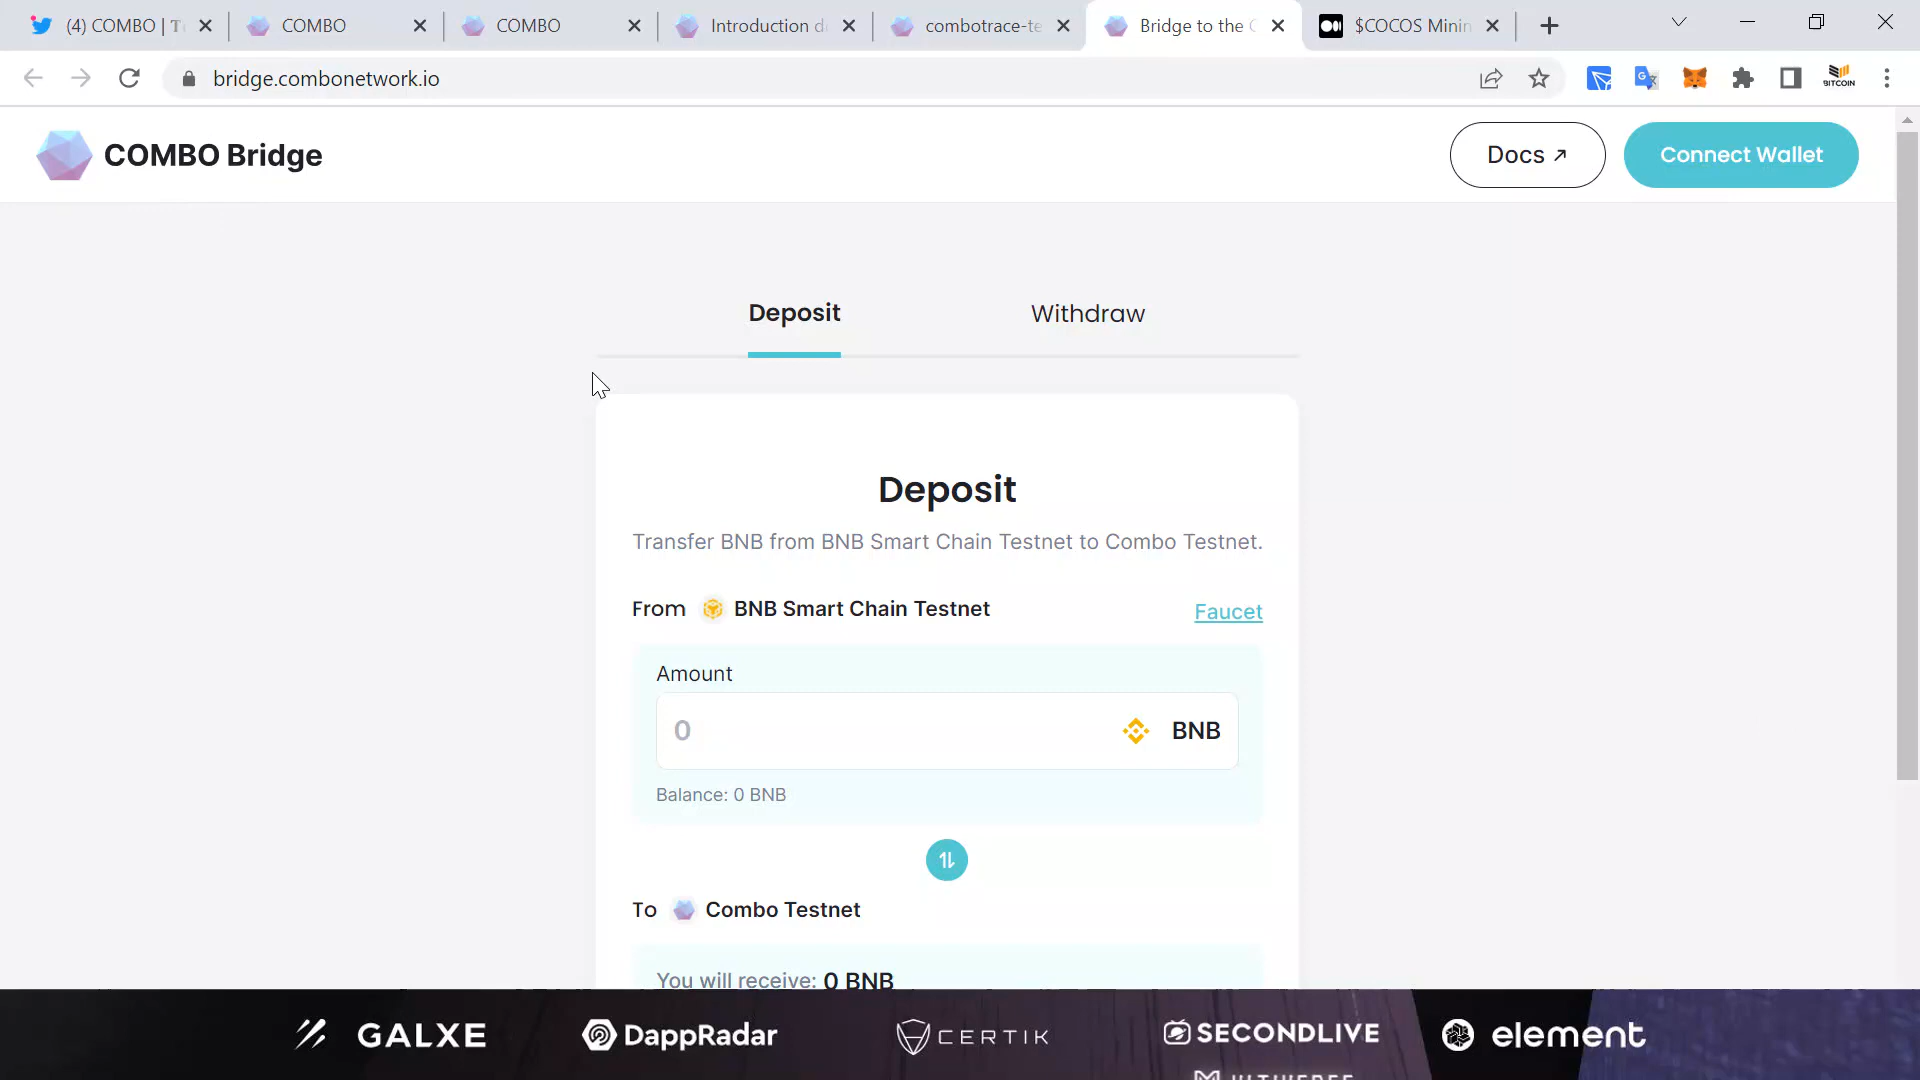 (4) COMBO |
COMBO
COMBO
Introduction d
combotrace-te
Bridge to the
$COCOS Minin
bridge.combonetwork.io
BITCOIN
COMBO Bridge
Docs ↗
Connect Wallet
Deposit
Withdraw
Deposit
Transfer BNB from BNB Smart Chain Testnet to Combo Testnet.
From BNB Smart Chain Testnet
Faucet
Amount
0 BNB
Balance: 0 BNB
To Combo Testnet
You will receive: 0 BNB
GALXE
DappRadar
CERTIK
SECONDLIVE
element